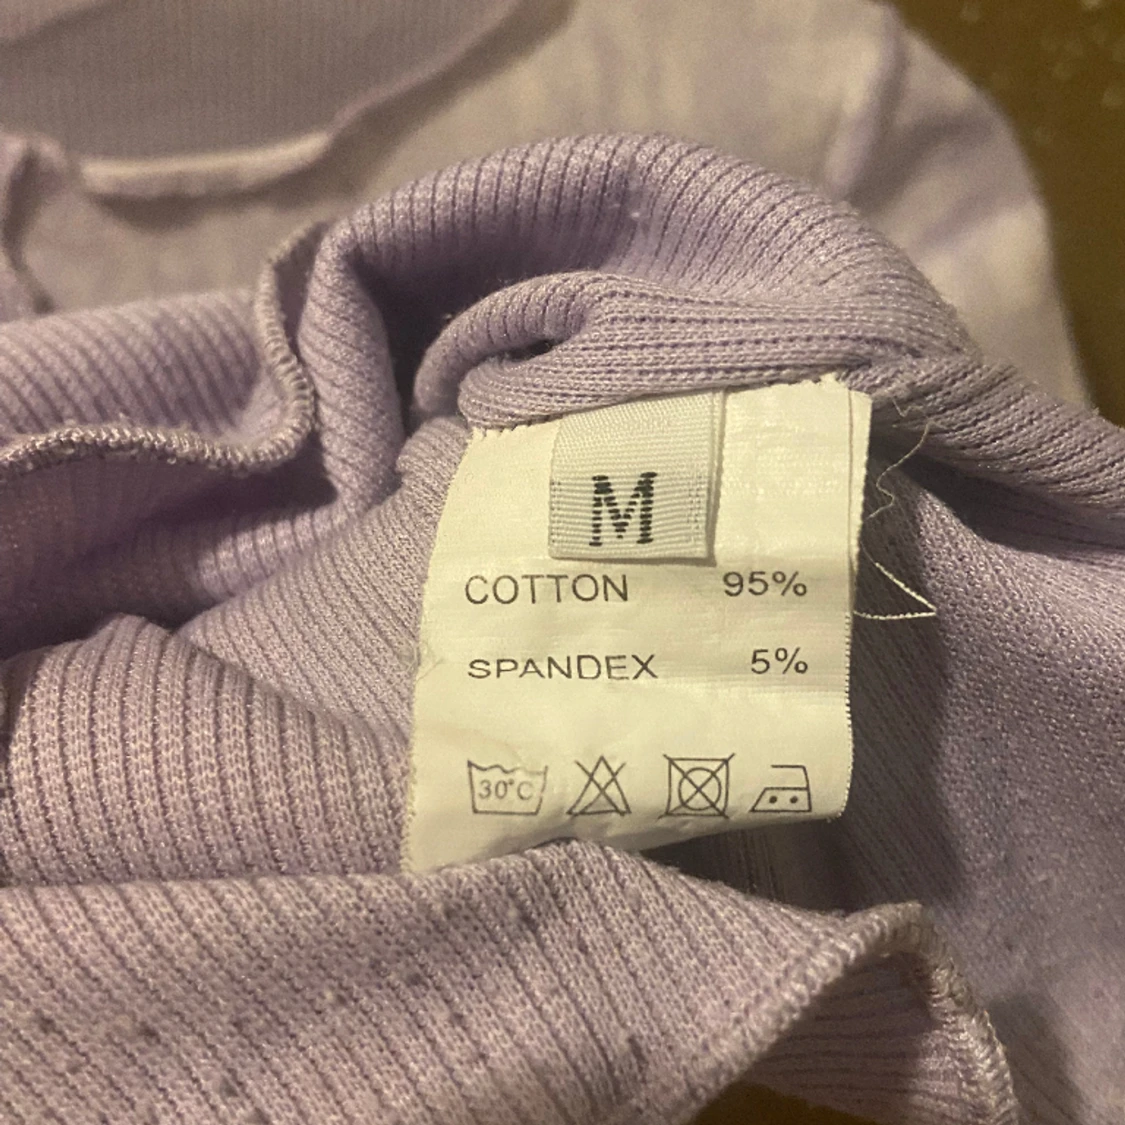 M
COTTON 95%
SPANDEX 5%
30°C